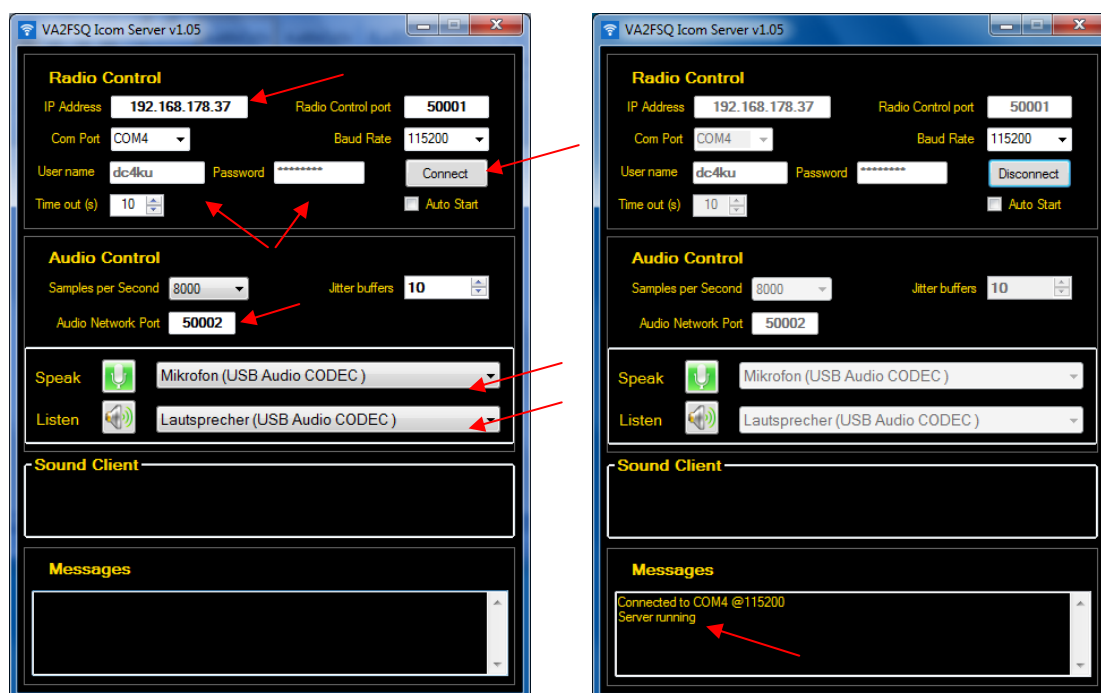 VA2FSQ Icom Server v1.05
Radio Control
IP Address 192.168.178.37 Radio Control port 50001
Com Port COM4 Baud Rate 115200
User name dc4ku Password ******** Connect
Time out (s) 10 Auto Start
Audio Control
Samples per Second 8000 Jitter buffers 10
Audio Network Port 50002
Speak Mikrofon (USB Audio CODEC )
Listen Lautsprecher (USB Audio CODEC )
Sound Client
Messages
VA2FSQ Icom Server v1.05
Radio Control
IP Address 192.168.178.37 Radio Control port 50001
Com Port COM4 Baud Rate 115200
User name dc4ku Password ******** Disconnect
Time out (s) 10 Auto Start
Audio Control
Samples per Second 8000 Jitter buffers 10
Audio Network Port 50002
Speak Mikrofon (USB Audio CODEC )
Listen Lautsprecher (USB Audio CODEC )
Sound Client
Messages
Connected to COM4 @115200
Server running